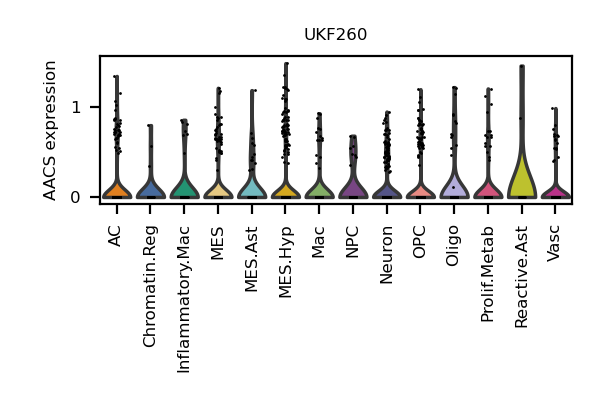 UKF260
AACS expression
1
0
AC
Chromatin.Reg
Inflammatory.Mac
MES
MES.Ast
MES.Hyp
Mac
NPC
Neuron
OPC
Oligo
Prolif.Metab
Reactive.Ast
Vasc